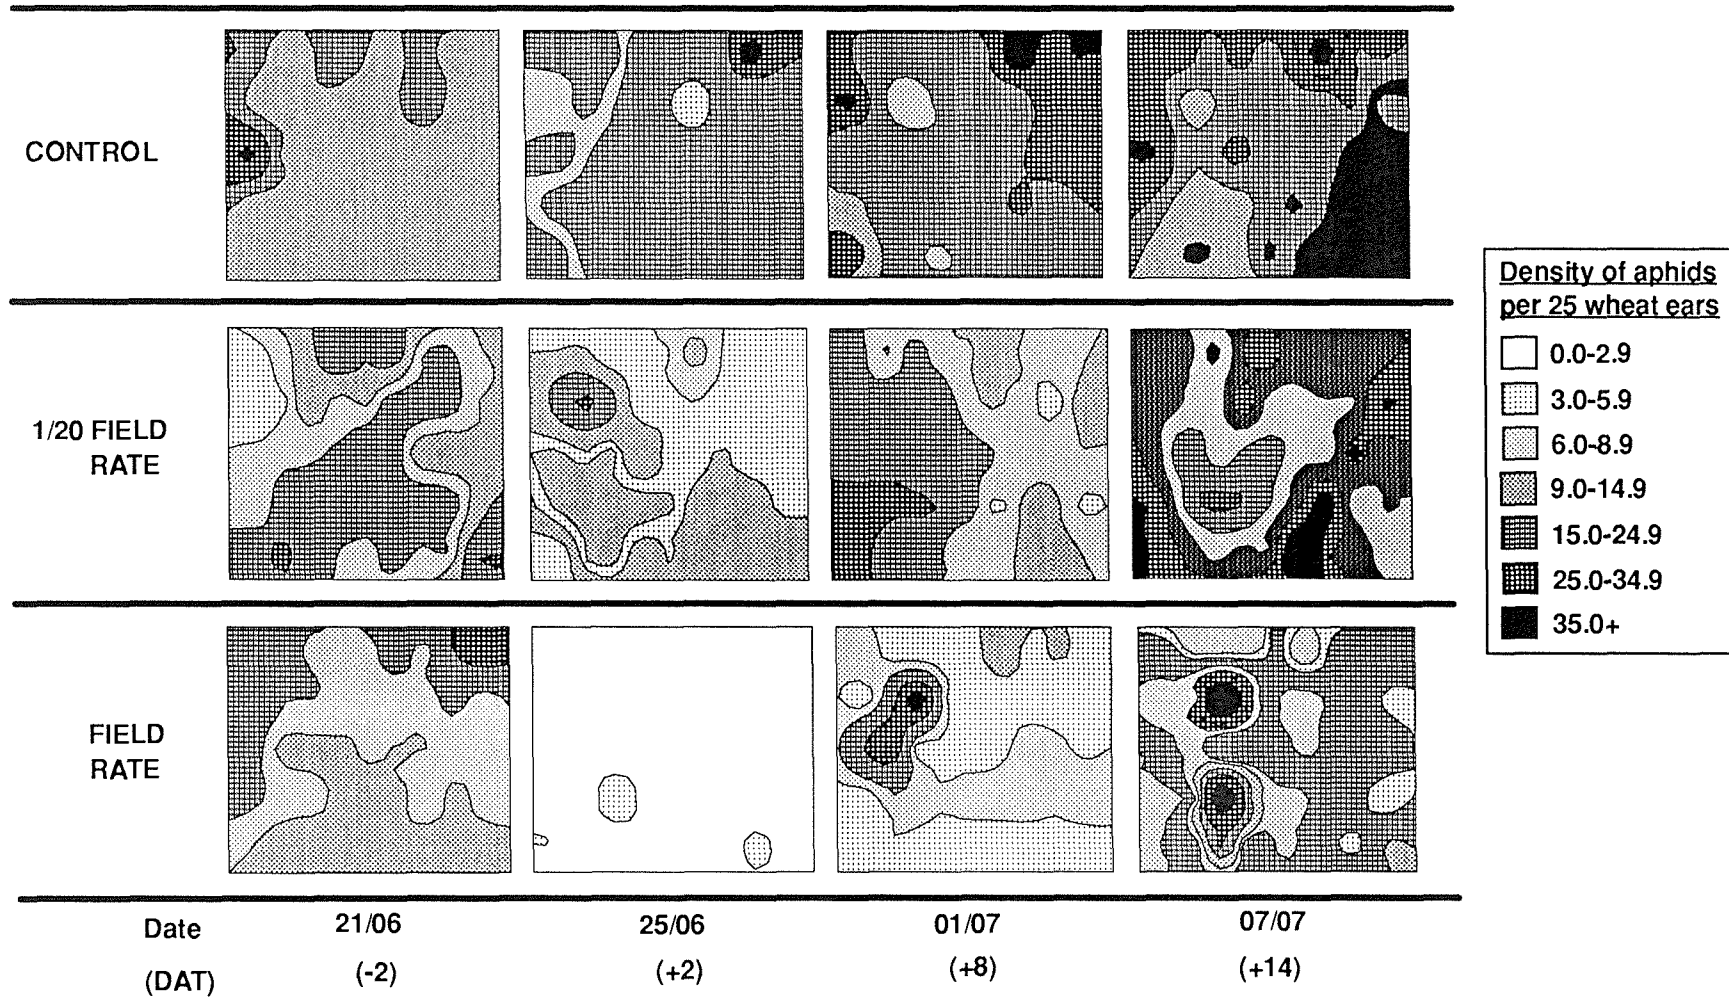 CONTROL
1/20 FIELD
RATE
FIELD
RATE
Density of aphids
per 25 wheat ears
0.0-2.9
3.0-5.9
6.0-8.9
9.0-14.9
15.0-24.9
25.0-34.9
35.0+
Date 21/06 25/06 01/07 07/07
(DAT) (-2) (+2) (+8) (+14)